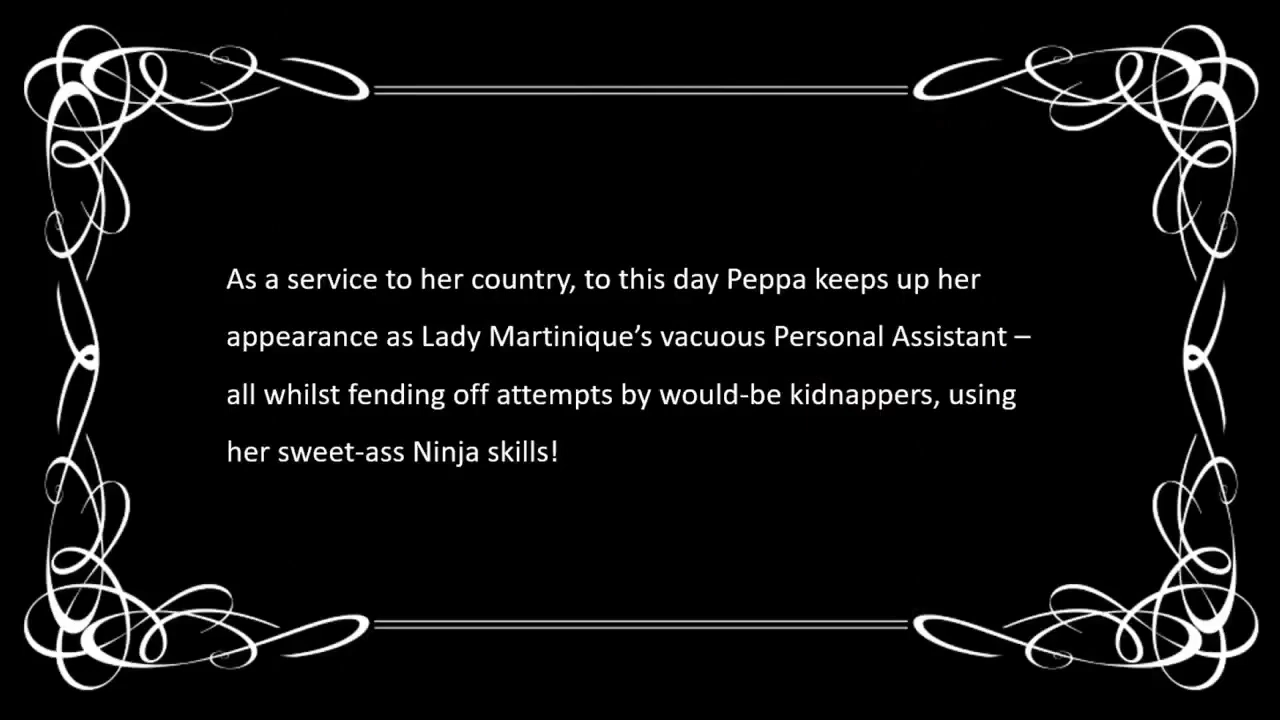 As a service to her country, to this day Peppa keeps up her
appearance as Lady Martinique’s vacuous Personal Assistant –
all whilst fending off attempts by would-be kidnappers, using
her sweet-ass Ninja skills!